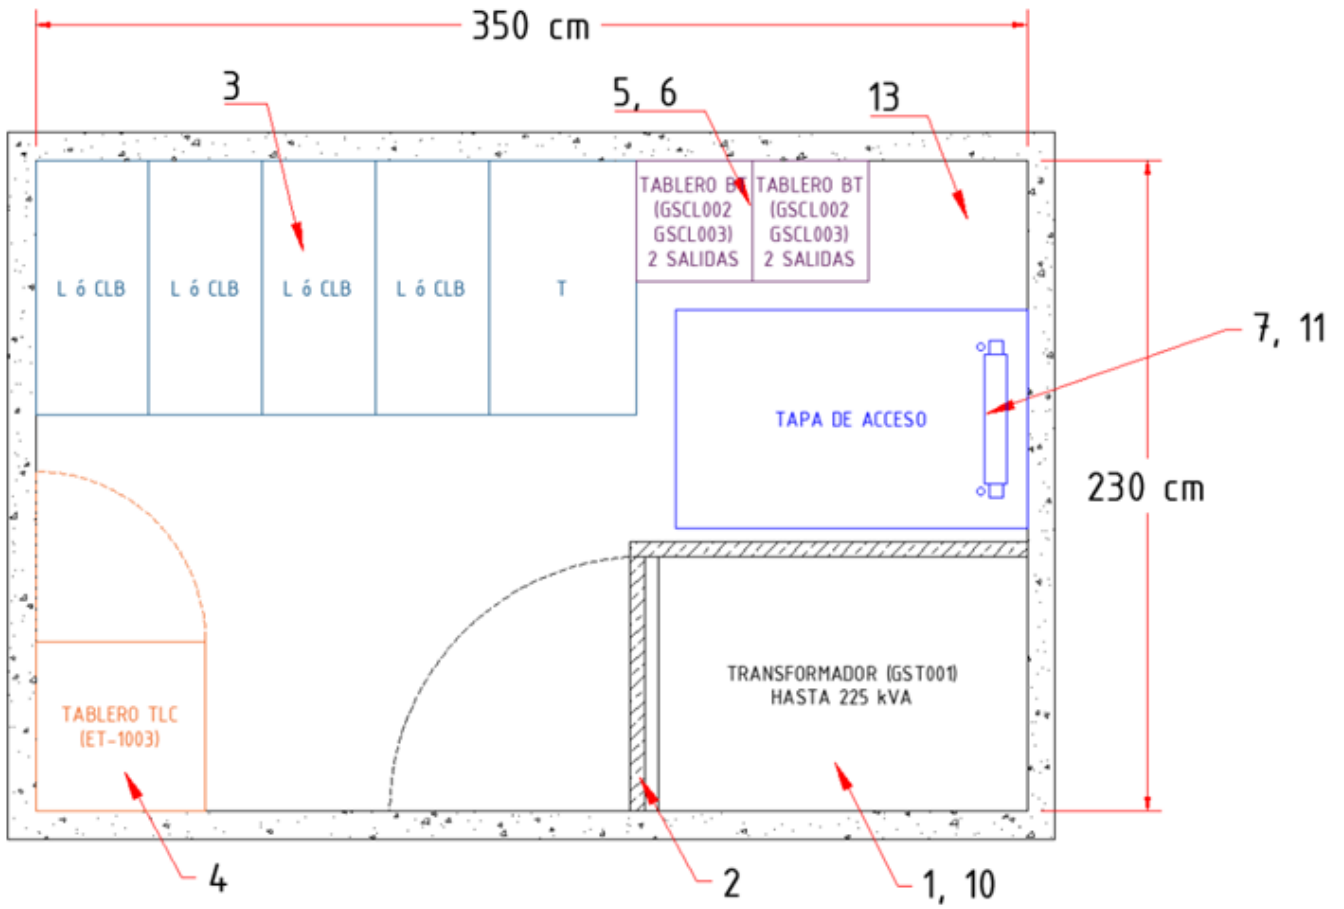 350 cm
3
5, 6
13
TABLERO BT
(GSCL002
GSCL003)
2 SALIDAS
TABLERO BT
(GSCL002
GSCL003)
2 SALIDAS
L ó CLB
L ó CLB
L ó CLB
L ó CLB
T
7, 11
TAPA DE ACCESO
230 cm
TRANSFORMADOR (GST001)
HASTA 225 kVA
TABLERO TLC
(ET-1003)
4
2
1, 10